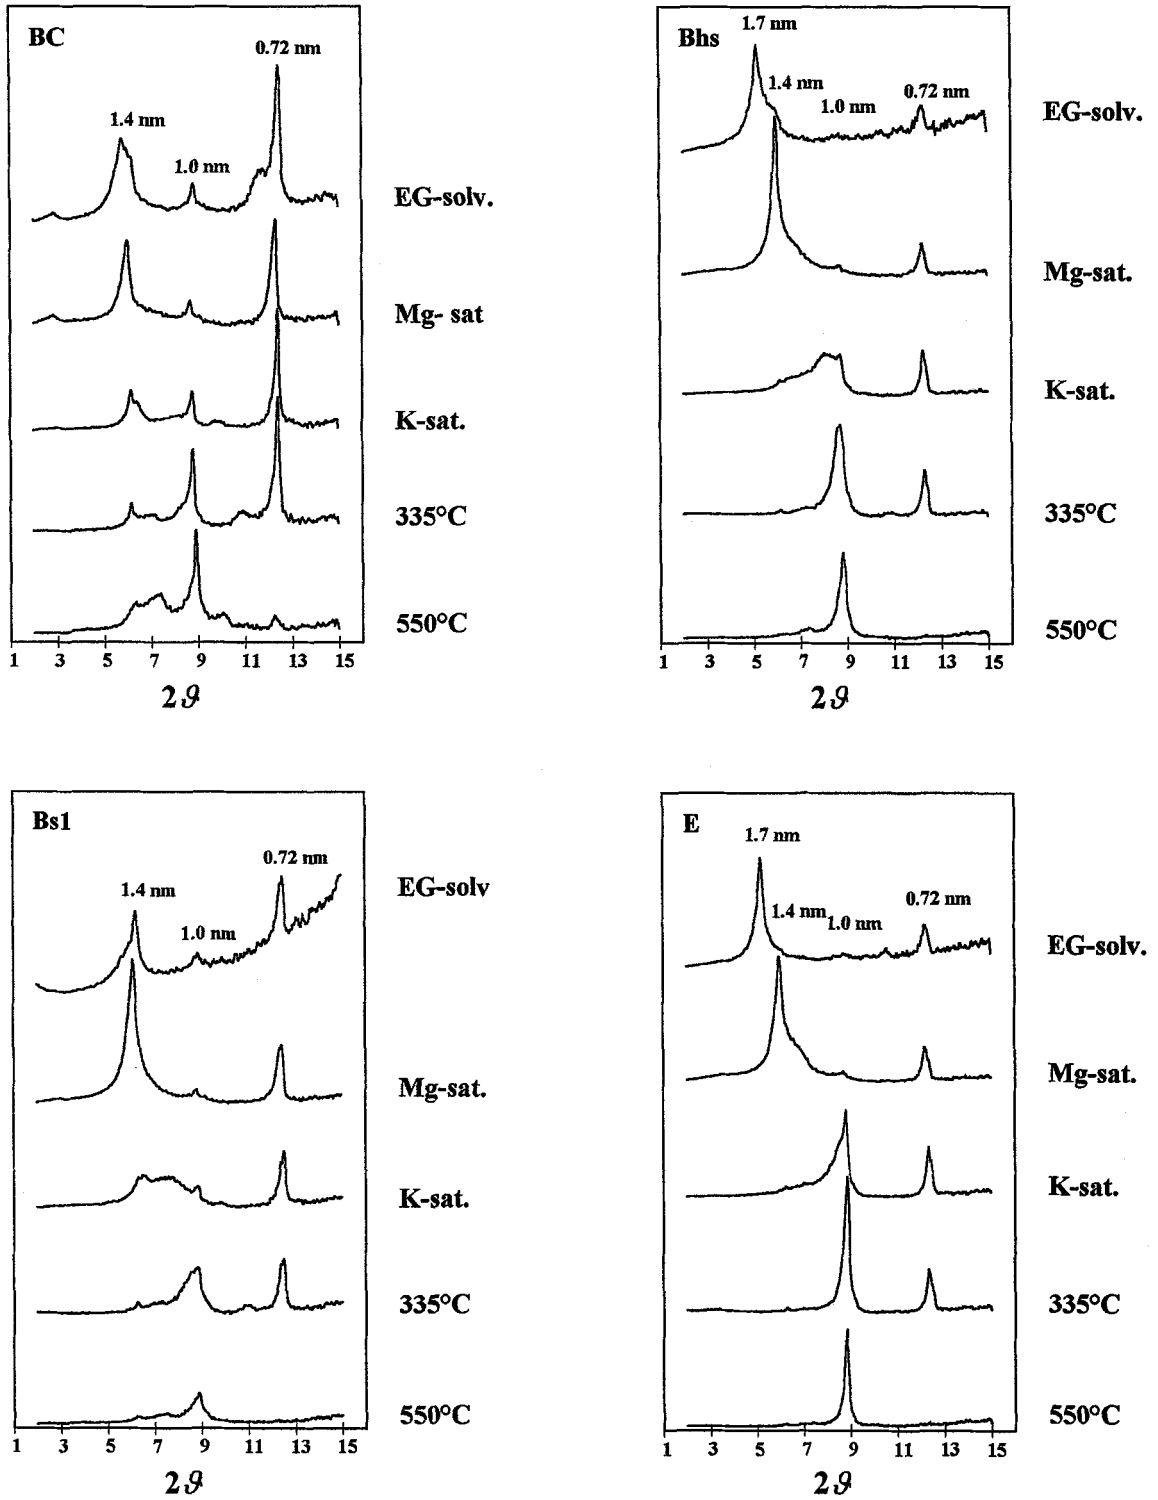 BC
0.72 nm
1.4 nm
1.0 nm
EG-solv.
Mg- sat
K-sat.
335°C
550°C
1 3 5 7 9 11 13 15
2ϑ
Bhs
1.7 nm
1.4 nm
1.0 nm
0.72 nm
EG-solv.
Mg-sat.
K-sat.
335°C
550°C
1 3 5 7 9 11 13 15
2ϑ
Bs1
0.72 nm
1.4 nm
1.0 nm
EG-solv
Mg-sat.
K-sat.
335°C
550°C
1 3 5 7 9 11 13 15
2ϑ
E
1.7 nm
1.4 nm
1.0 nm
0.72 nm
EG-solv.
Mg-sat.
K-sat.
335°C
550°C
1 3 5 7 9 11 13 15
2ϑ